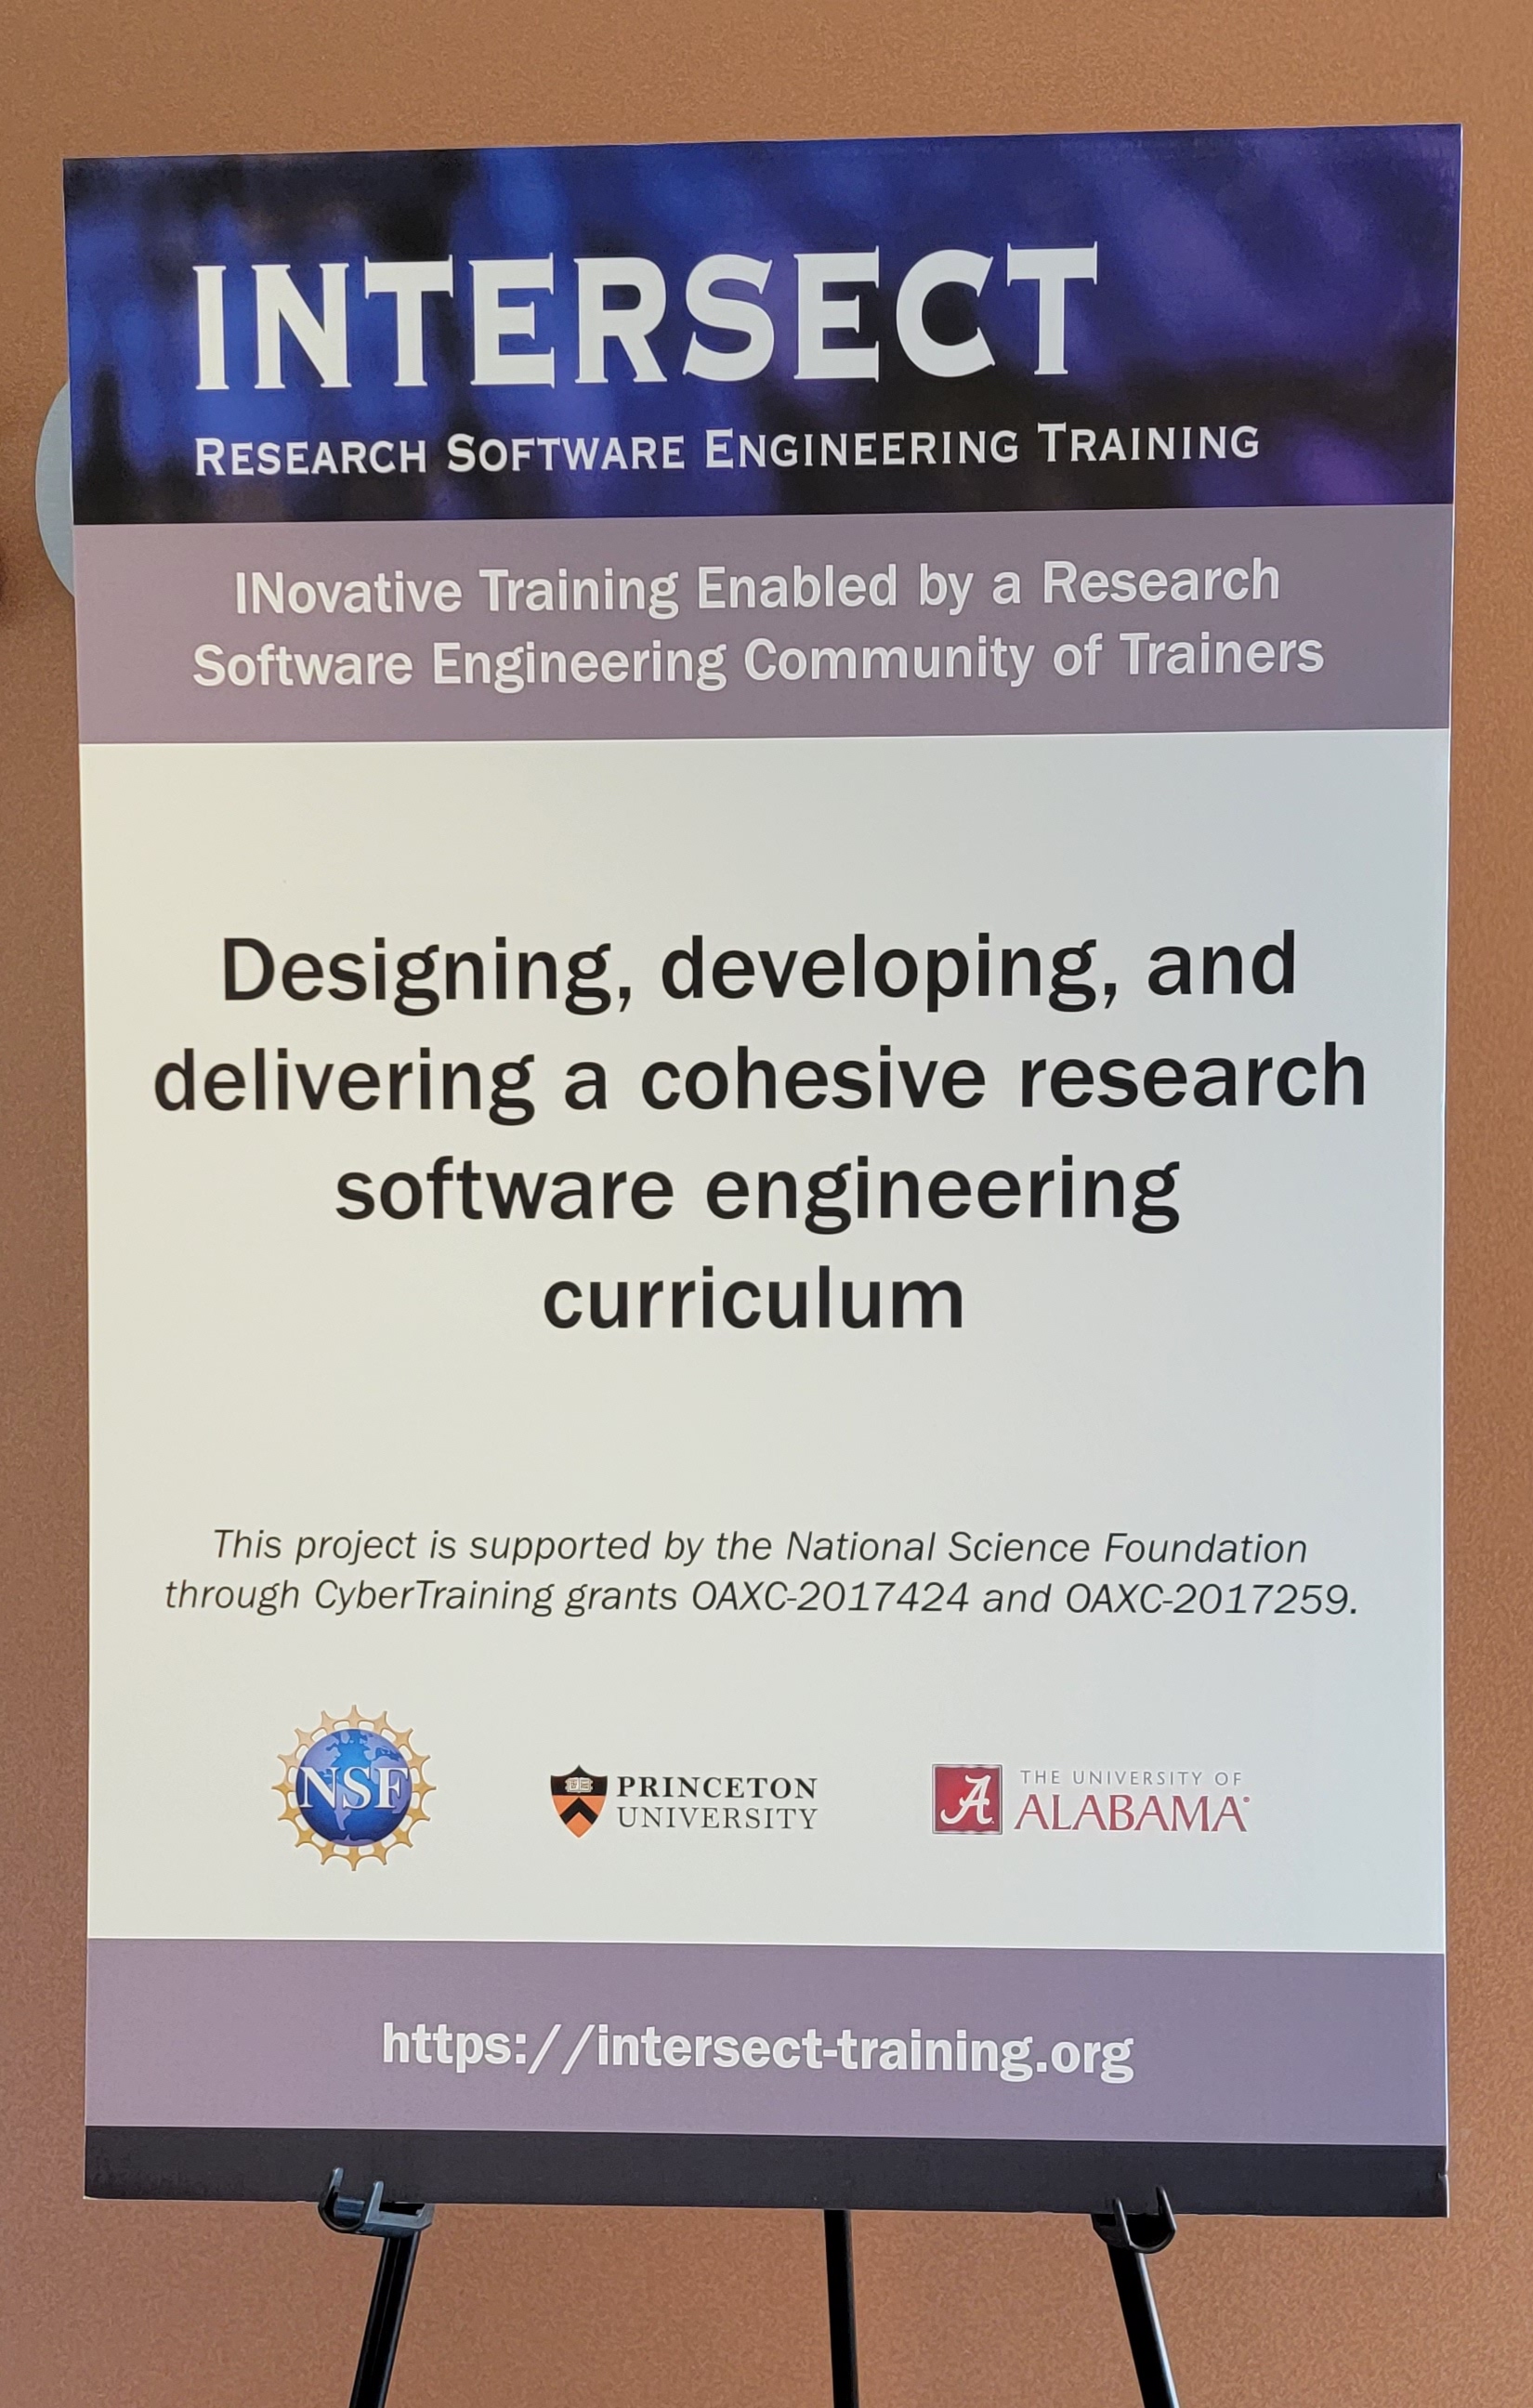 INTERSECT
RESEARCH SOFTWARE ENGINEERING TRAINING
INovative Training Enabled by a Research
Software Engineering Community of Trainers
Designing, developing, and
delivering a cohesive research
software engineering
curriculum
This project is supported by the National Science Foundation
through CyberTraining grants OAXC-2017424 and OAXC-2017259.
NSF
PRINCETON
UNIVERSITY
A
THE UNIVERSITY OF
ALABAMA
https://intersect-training.org